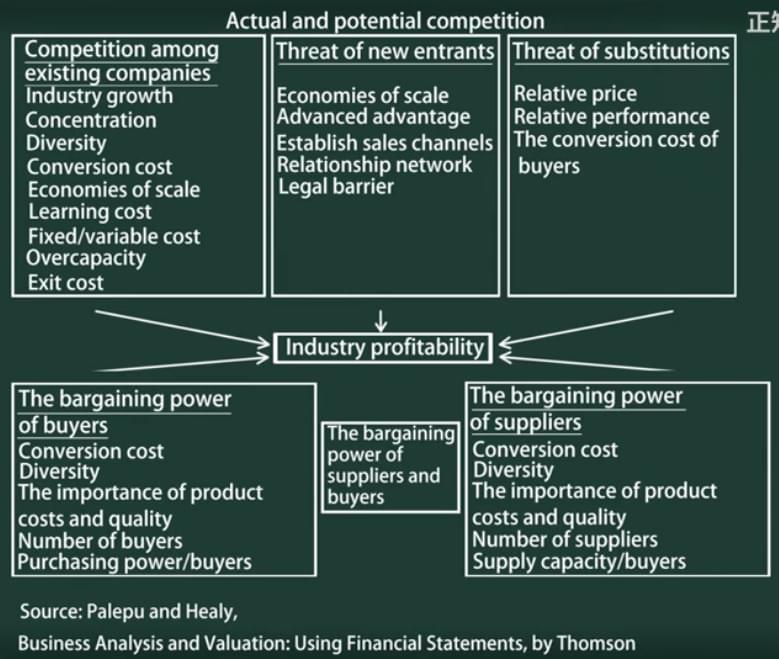 Actual and potential competition
正
Competition among
existing companies
Industry growth
Concentration
Diversity
Conversion cost
Economies of scale
Learning cost
Fixed/variable cost
Overcapacity
Exit cost
Threat of new entrants
Economies of scale
Advanced advantage
Establish sales channels
Relationship network
Legal barrier
Threat of substitutions
Relative price
Relative performance
The conversion cost of
buyers
Industry profitability
The bargaining power
of buyers
Conversion cost
Diversity
The importance of product
costs and quality
Number of buyers
Purchasing power/buyers
The bargaining
power of
suppliers and
buyers
The bargaining power
of suppliers
Conversion cost
Diversity
The importance of product
costs and quality
Number of suppliers
Supply capacity/buyers
Source: Palepu and Healy,
Business Analysis and Valuation: Using Financial Statements, by Thomson